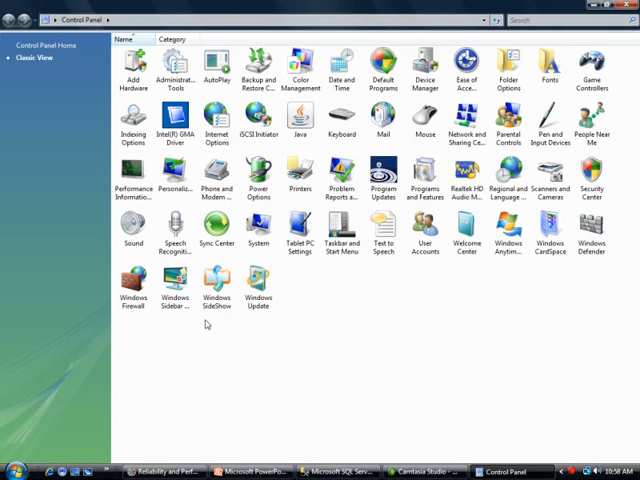 Control Panel
Search
Control Panel Home
Classic View
Name Category
Add Hardware
Administrat... Tools
AutoPlay
Backup and Restore C...
Color Management
Date and Time
Default Programs
Device Manager
Ease of Acce...
Folder Options
Fonts
Game Controllers
Indexing Options
Intel(R) GMA Driver
Internet Options
iSCSI Initiator
Java
Keyboard
Mail
Mouse
Network and Sharing Ce...
Parental Controls
Pen and Input Devices
People Near Me
Performance Informatio...
Personaliz...
Phone and Modem ...
Power Options
Printers
Problem Reports a...
Program Updates
Programs and Features
Realtek HD Audio M...
Regional and Language ...
Scanners and Cameras
Security Center
Sound
Speech Recogniti...
Sync Center
System
Tablet PC Settings
Taskbar and Start Menu
Text to Speech
User Accounts
Welcome Center
Windows Anytim...
Windows CardSpace
Windows Defender
Windows Firewall
Windows Sidebar ...
Windows SideShow
Windows Update
Reliability and Perf...
Microsoft PowerPo...
Microsoft SQL Serv...
Camtasia Studio - ...
Control Panel
10:58 AM